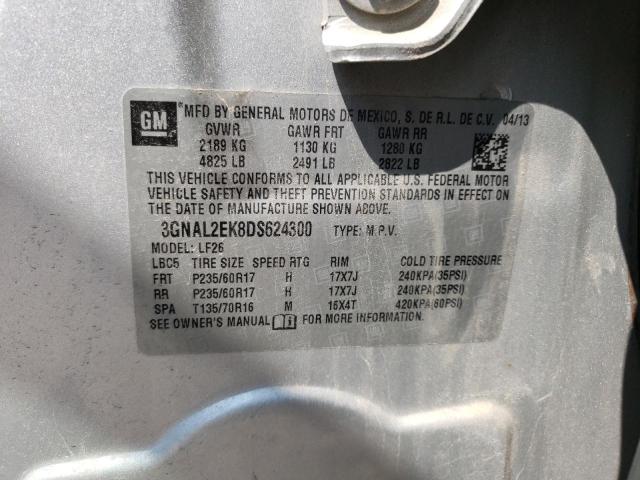 GM ® MFD BY GENERAL MOTORS DE MEXICO, S. DE R.L. DE C.V. 04/13
GVWR GAWR FRT GAWR RR
2189 KG 1130 KG 1280 KG
4825 LB 2491 LB 2822 LB
THIS VEHICLE CONFORMS TO ALL APPLICABLE U.S. FEDERAL MOTOR
VEHICLE SAFETY AND THEFT PREVENTION STANDARDS IN EFFECT ON
THE DATE OF MANUFACTURE SHOWN ABOVE.
3GNAL2EK8DS624300 TYPE: M.P.V.
MODEL: LF26
LBC5 TIRE SIZE SPEED RTG RIM COLD TIRE PRESSURE
FRT P235/60R17 H 17X7J 240KPA(35PSI)
RR P235/60R17 H 17X7J 240KPA(35PSI)
SPA T135/70R16 M 16X4T 420KPA(60PSI)
SEE OWNER'S MANUAL FOR MORE INFORMATION.